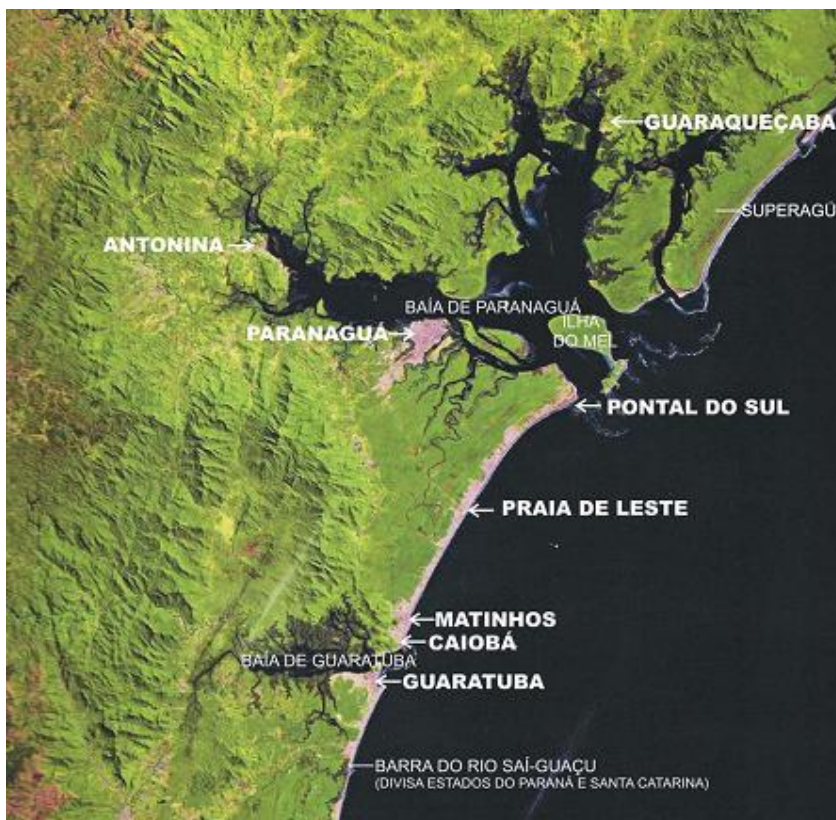 GUARAQUEÇABA
SUPERAGÜ
ANTONINA
BAÍA DE PARANAGUÁ
PARANAGUÁ
ILHA
DO MEL
PONTAL DO SUL
PRAIA DE LESTE
MATINHOS
CAIOBÁ
BAÍA DE GUARATUBA
GUARATUBA
BARRA DO RIO SAÍ-GUAÇU
(DIVISA ESTADOS DO PARANÁ E SANTA CATARINA)